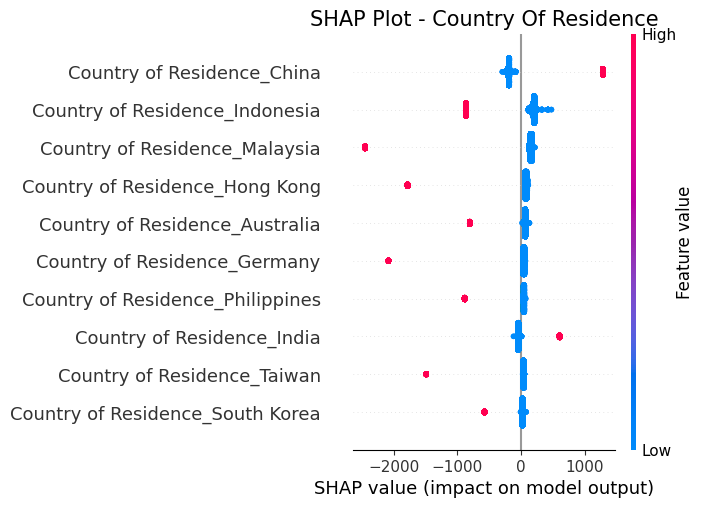 SHAP Plot - Country Of Residence
High
Country of Residence_China
Country of Residence_Indonesia
Country of Residence_Malaysia
Country of Residence_Hong Kong
Country of Residence_Australia
Country of Residence_Germany
Country of Residence_Philippines
Country of Residence_India
Country of Residence_Taiwan
Country of Residence_South Korea
Feature value
Low
−2000 −1000 0 1000
SHAP value (impact on model output)